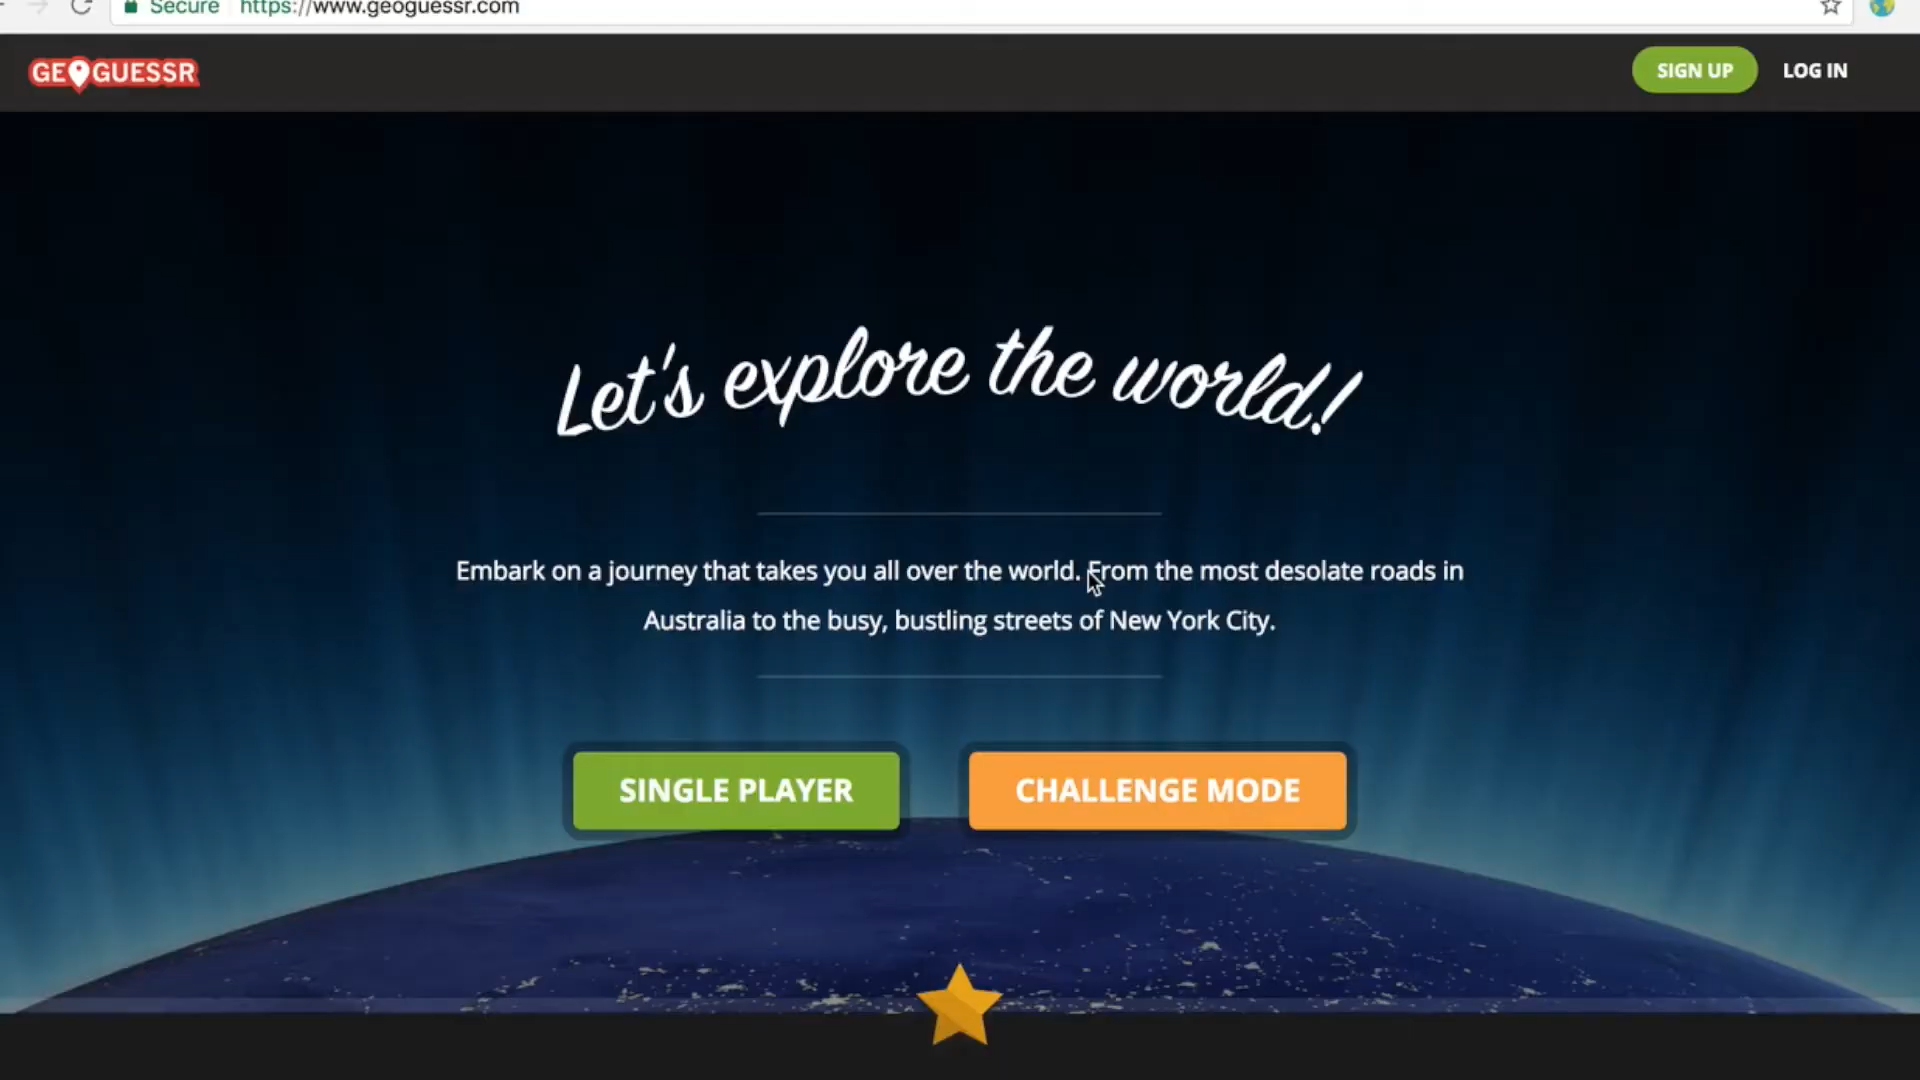 Secure https://www.geoguessr.com
GEOGUESSR
SIGN UP LOG IN
Let's explore the world!
Embark on a journey that takes you all over the world. From the most desolate roads in
Australia to the busy, bustling streets of New York City.
SINGLE PLAYER CHALLENGE MODE